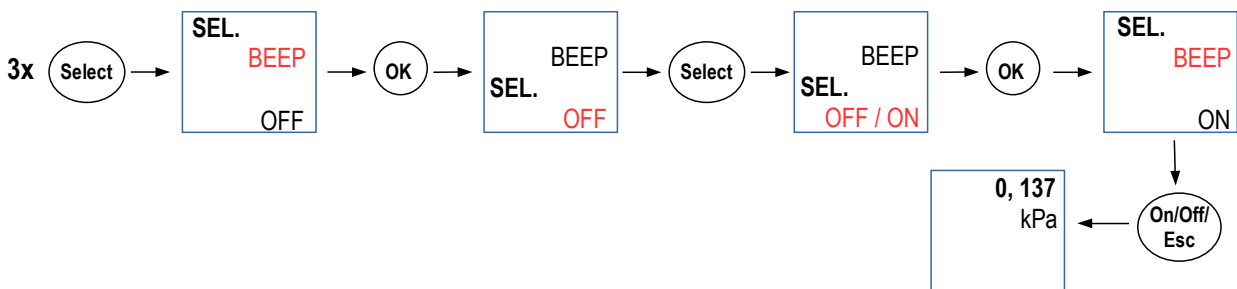 3x
Select
SEL.
BEEP
OFF
OK
BEEP
SEL.
OFF
Select
BEEP
SEL.
OFF / ON
OK
SEL.
BEEP
ON
On/Off/
Esc
0, 137
kPa